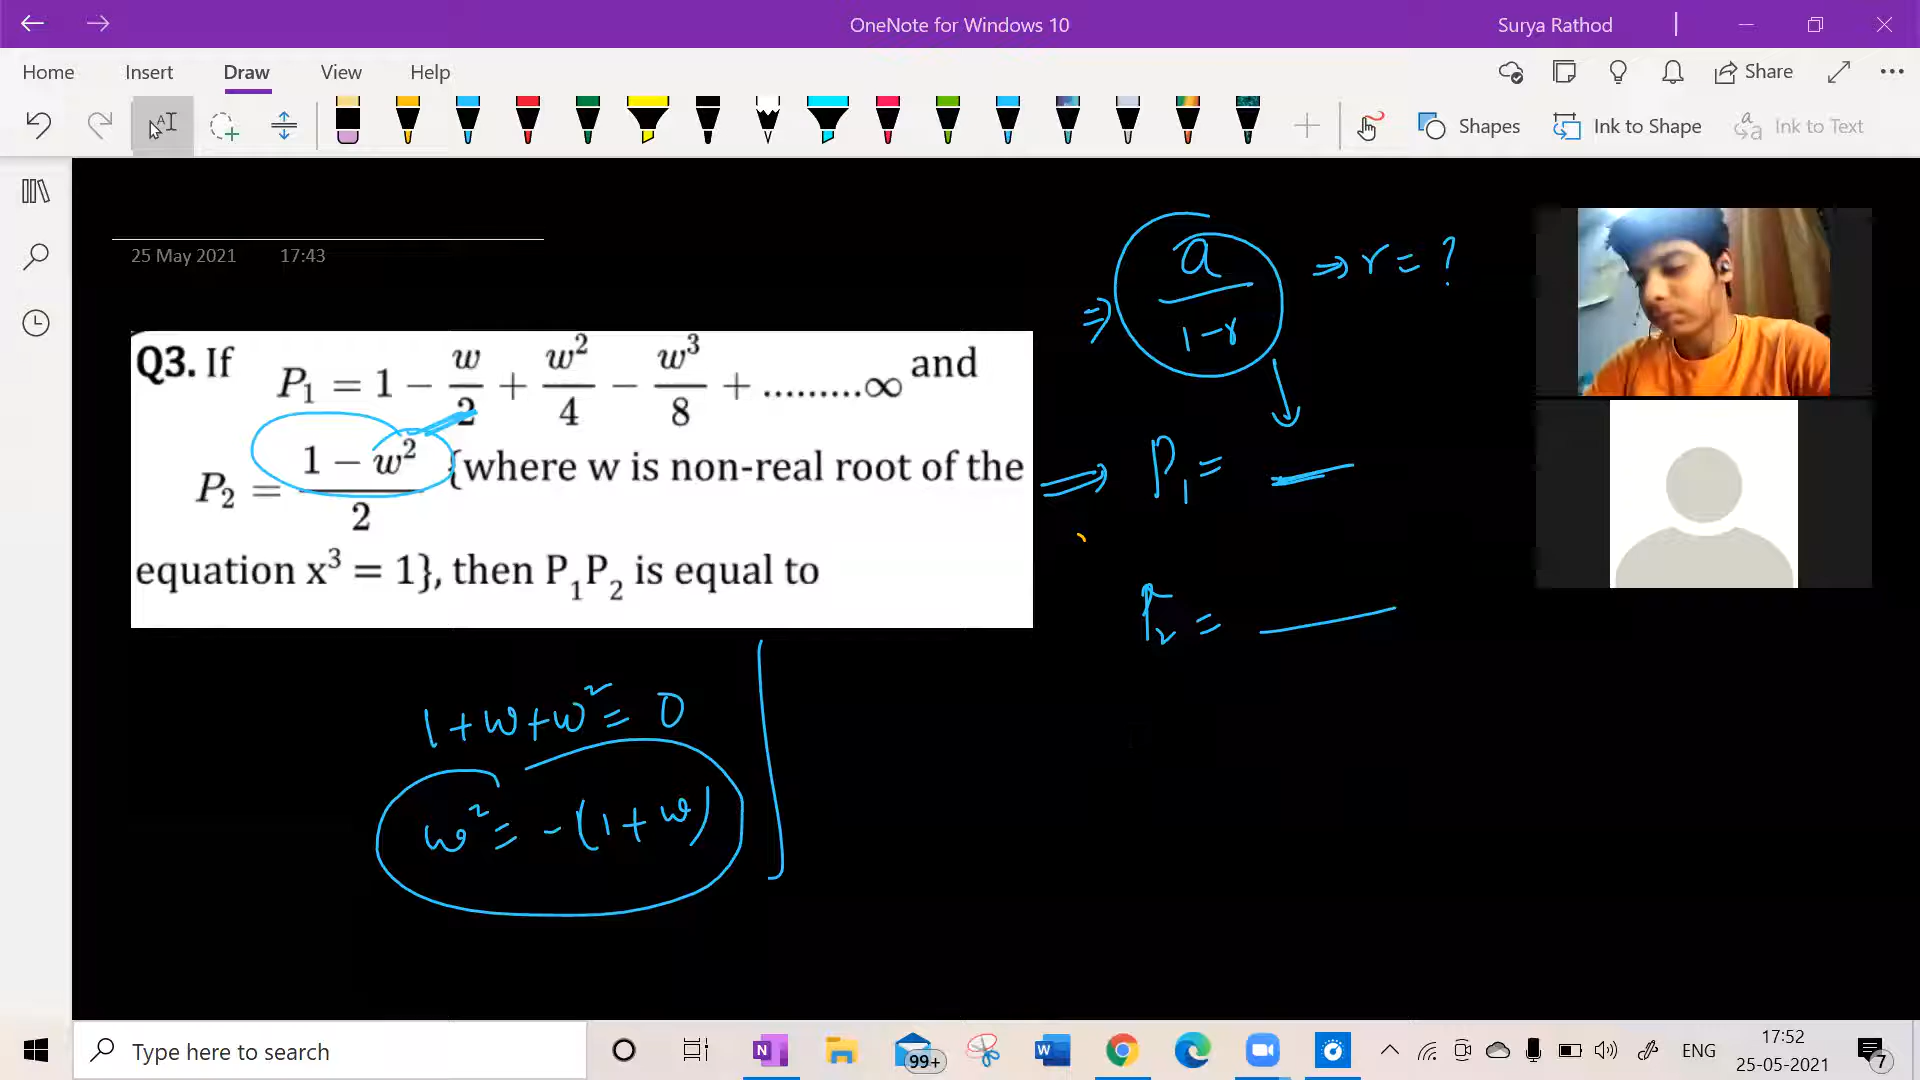 OneNote for Windows 10
Surya Rathod
Home Insert Draw View Help
Share
Shapes Ink to Shape Ink to Text
25 May 2021 17:43
Q3. If P₁ = 1 − w/2 + w²/4 − w³/8 + .........∞ and
P₂ = (1 − w²)/2 {where w is non-real root of the
equation x³ = 1}, then P₁P₂ is equal to
⇒ a/(1-r) ⇒ r = ?
⇒ P₁ =
P₂ =
1+w+w² = 0
w² = -(1+w)
Type here to search
99+
ENG
17:52
25-05-2021
7